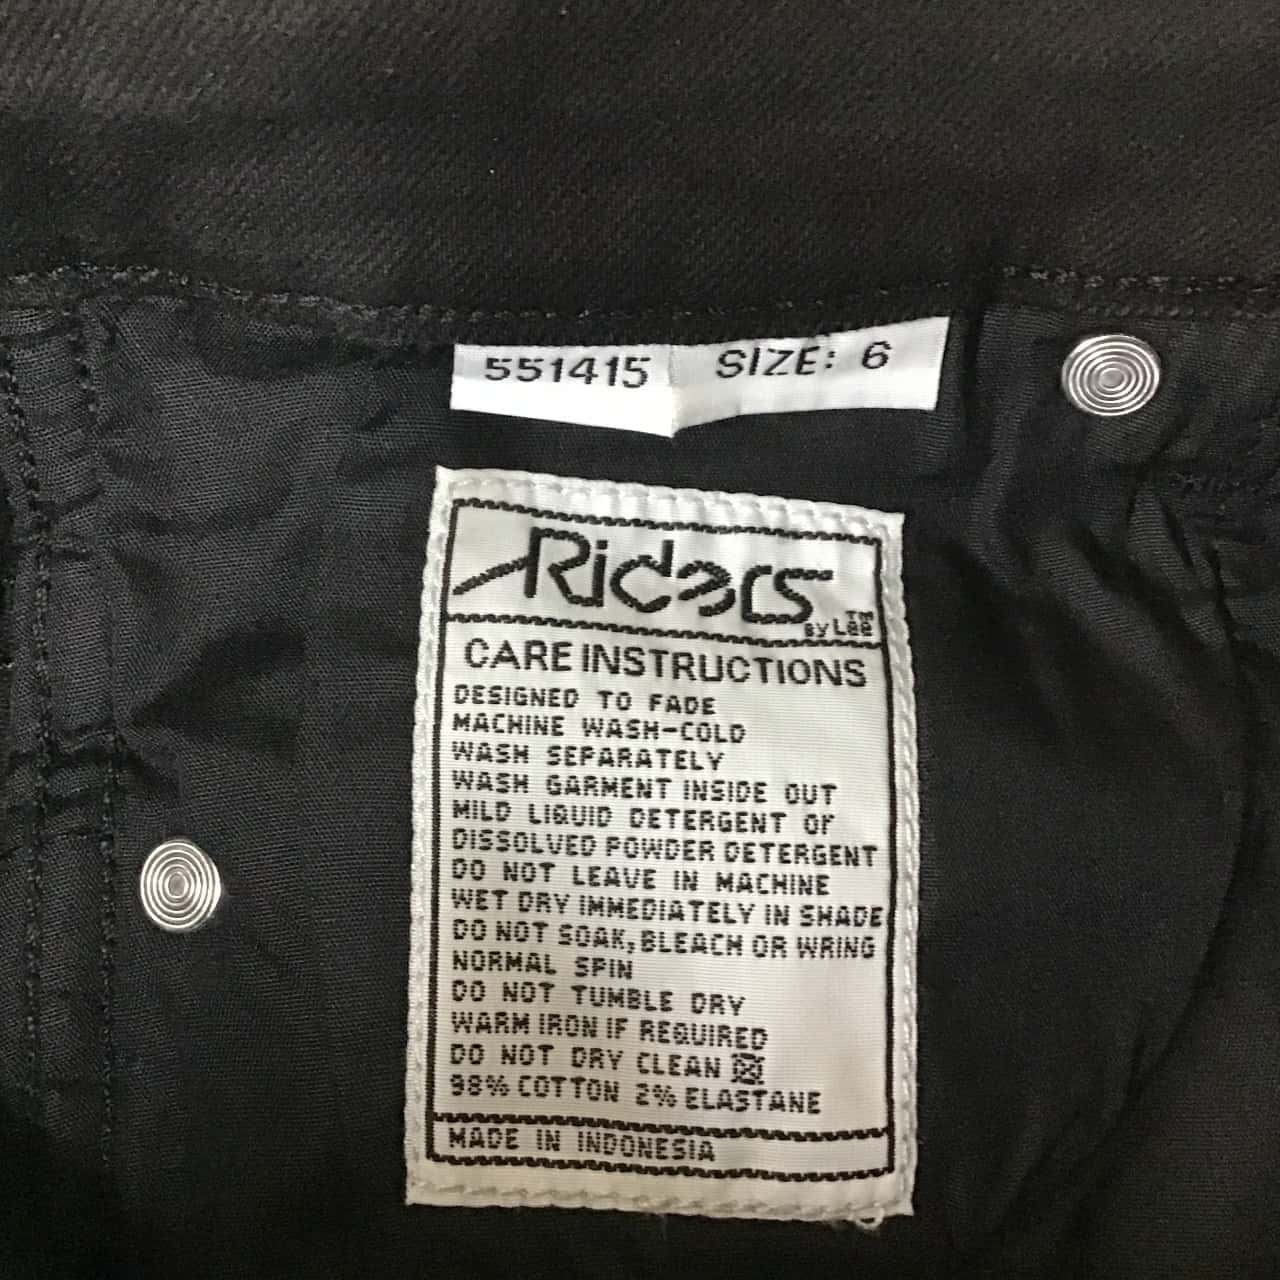 551415 SIZE: 6
Riders
BY Lee™
CARE INSTRUCTIONS
DESIGNED TO FADE
MACHINE WASH-COLD
WASH SEPARATELY
WASH GARMENT INSIDE OUT
MILD LIQUID DETERGENT Or
DISSOLVED POWDER DETERGENT
DO NOT LEAVE IN MACHINE
WET DRY IMMEDIATELY IN SHADE
DO NOT SOAK, BLEACH OR WRING
NORMAL SPIN
DO NOT TUMBLE DRY
WARM IRON IF REQUIRED
DO NOT DRY CLEAN
98% COTTON 2% ELASTANE
MADE IN INDONESIA